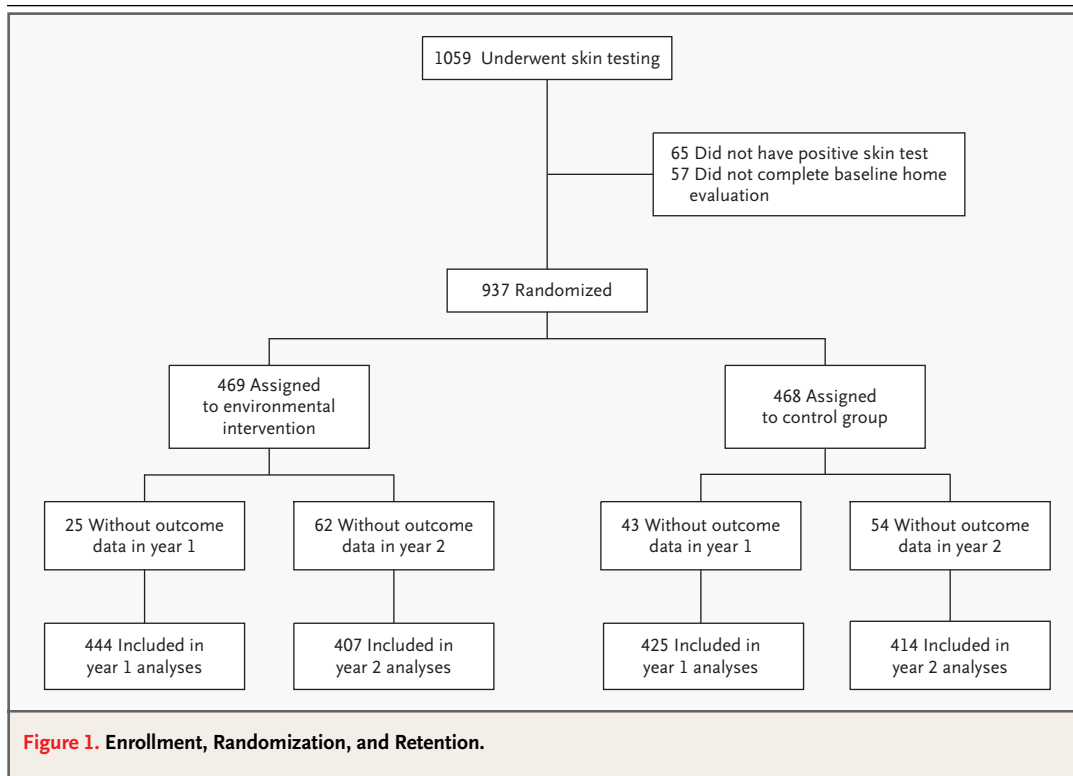 1059 Underwent skin testing
65 Did not have positive skin test
57 Did not complete baseline home
evaluation
937 Randomized
469 Assigned
to environmental
intervention
468 Assigned
to control group
25 Without outcome
data in year 1
62 Without outcome
data in year 2
43 Without outcome
data in year 1
54 Without outcome
data in year 2
444 Included in
year 1 analyses
407 Included in
year 2 analyses
425 Included in
year 1 analyses
414 Included in
year 2 analyses
Figure 1. Enrollment, Randomization, and Retention.